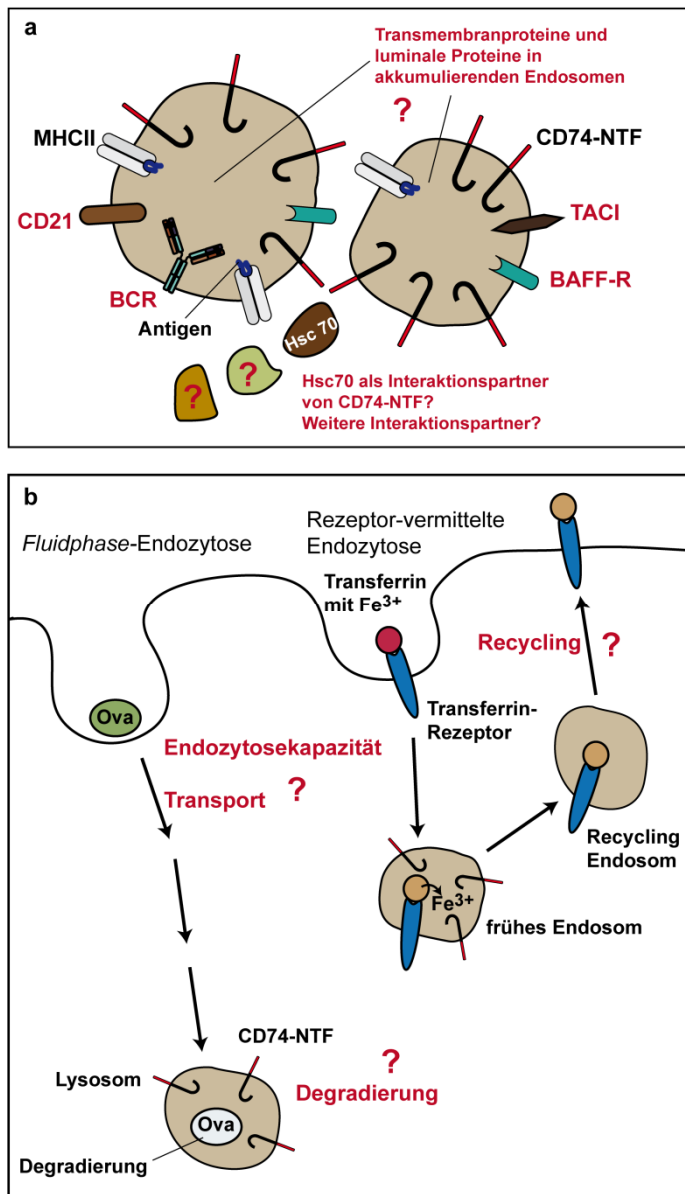 a
Transmembranproteine und
luminale Proteine in
akkumulierenden Endosomen
?
MHCII
CD74-NTF
CD21
TACI
BCR
BAFF-R
Antigen
Hsc 70
?
?
Hsc70 als Interaktionspartner
von CD74-NTF?
Weitere Interaktionspartner?
b
Fluidphase-Endozytose
Rezeptor-vermittelte
Endozytose
Transferrin
mit Fe³⁺
Recycling ?
Ova
Transferrin-
Rezeptor
Endozytosekapazität
Transport ?
Recycling
Endosom
Fe³⁺
frühes Endosom
CD74-NTF
?
Lysosom
Degradierung
Ova
Degradierung